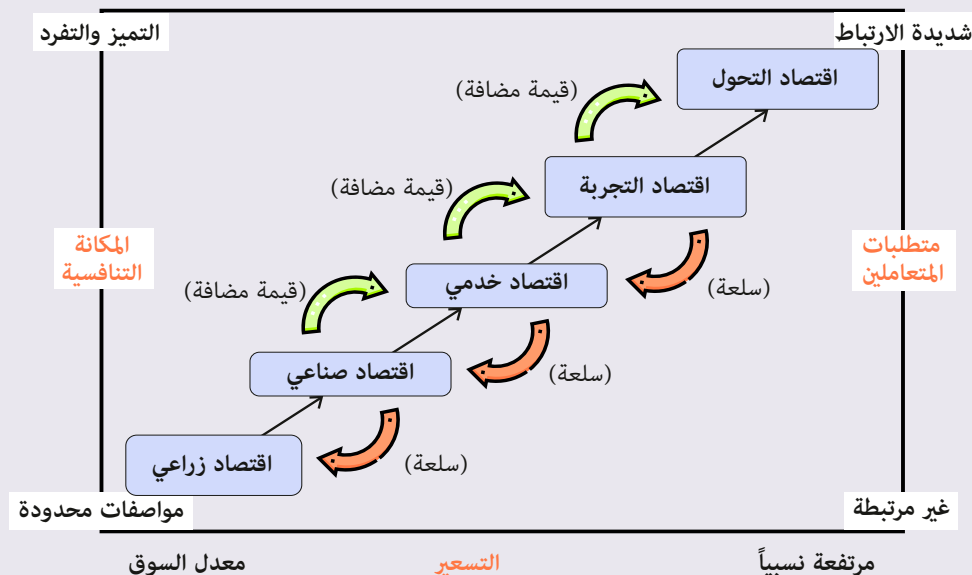 شديدة الارتباط
التميز والتفرد
اقتصاد التحول
(قيمة مضافة)
اقتصاد التجربة
(قيمة مضافة)
متطلبات
المتعاملين
المكانة
التنافسية
اقتصاد خدمي
(سلعة)
(قيمة مضافة)
اقتصاد صناعي
(سلعة)
اقتصاد زراعي
(سلعة)
غير مرتبطة
مواصفات محدودة
مرتفعة نسبياً
التسعير
معدل السوق